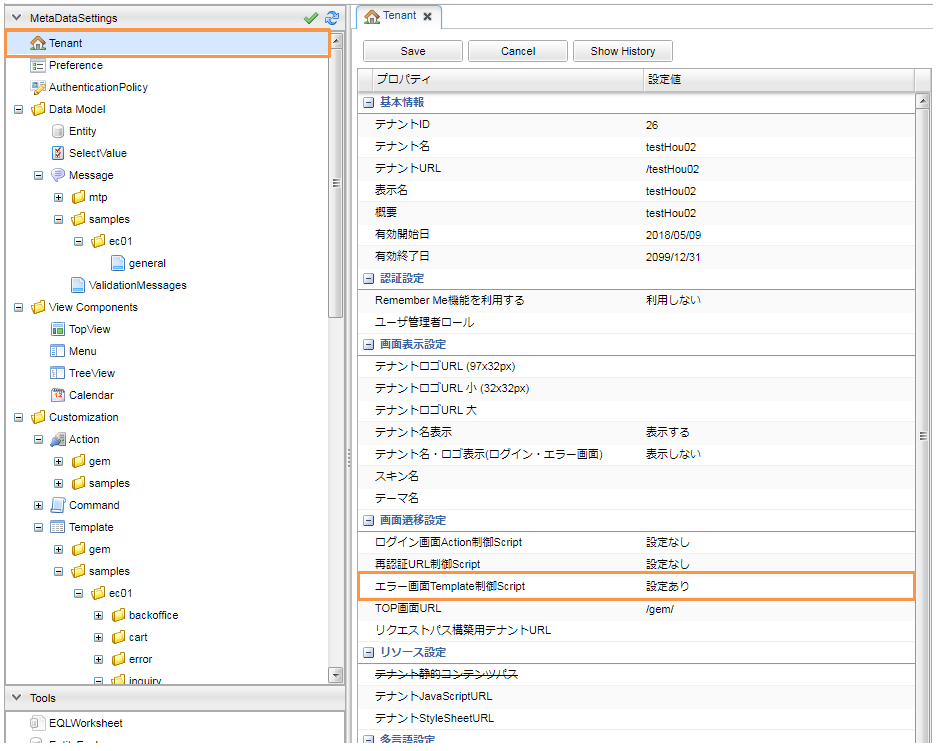 MetaDataSettings
Tenant
Preference
AuthenticationPolicy
Data Model
Entity
SelectValue
Message
mtp
samples
ec01
general
ValidationMessages
View Components
TopView
Menu
TreeView
Calendar
Customization
Action
gem
samples
Command
Template
gem
samples
ec01
backoffice
cart
error
inquiry
Tools
EQLWorksheet
Tenant
Save Cancel Show History
プロパティ 設定値
基本情報
テナントID 26
テナント名 testHou02
テナントURL /testHou02
表示名 testHou02
概要 testHou02
有効開始日 2018/05/09
有効終了日 2099/12/31
認証設定
Remember Me機能を利用する 利用しない
ユーザ管理者ロール
画面表示設定
テナントロゴURL (97x32px)
テナントロゴURL 小 (32x32px)
テナントロゴURL 大
テナント名表示 表示する
テナント名・ロゴ表示(ログイン・エラー画面) 表示しない
スキン名
テーマ名
画面遷移設定
ログイン画面Action制御Script 設定なし
再認証URL制御Script 設定なし
エラー画面Template制御Script 設定あり
TOP画面URL /gem/
リクエストパス構築用テナントURL
リソース設定
テナント静的コンテンツパス
テナントJavaScriptURL
テナントStyleSheetURL
多言語設定